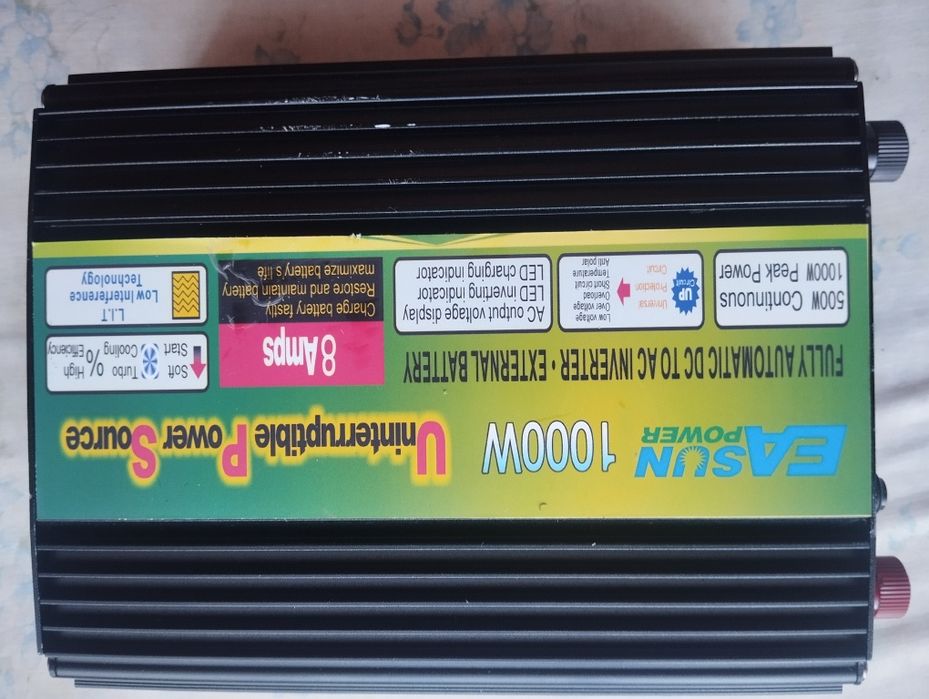 EASUN
POWER
1000W
Uninterruptible Power Source
FULLY AUTOMATIC DC TO AC INVERTER • EXTERNAL BATTERY
8 Amps
Soft Start
Turbo Cooling
% High Efficiency
500W Continuous
1000W Peak Power
UP
Circuit
Universal
Protection
Circuit
Low voltage
Over voltage
Overload
Short circuit
Temperature
Anti polar
AC output voltage display
LED inverting indicator
LED charging indicator
Charge battery fastly
Restore and maintain battery
maximize battery's life
L.I.T
Low Interference
Technology